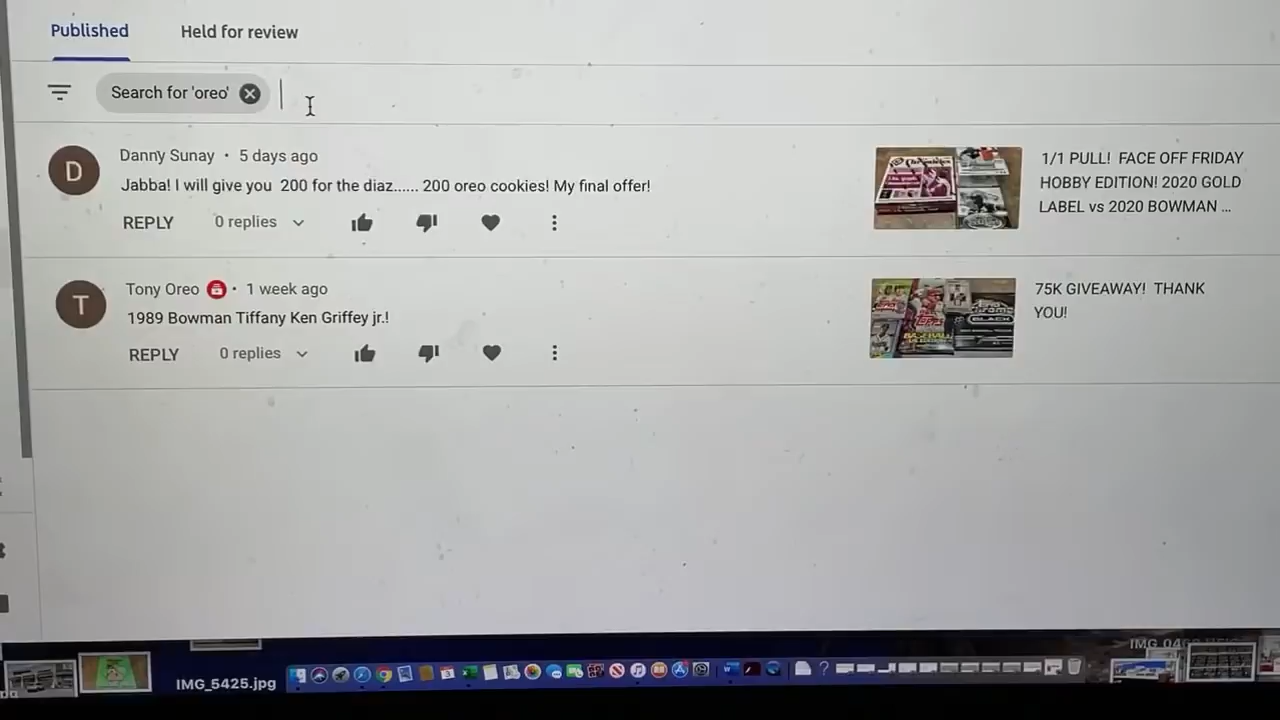 Published
Held for review
Search for 'oreo'
D
Danny Sunay • 5 days ago
Jabba! I will give you 200 for the diaz...... 200 oreo cookies! My final offer!
REPLY
0 replies
1/1 PULL! FACE OFF FRIDAY
HOBBY EDITION! 2020 GOLD
LABEL vs 2020 BOWMAN ...
T
Tony Oreo • 1 week ago
1989 Bowman Tiffany Ken Griffey jr.!
REPLY
0 replies
75K GIVEAWAY! THANK
YOU!
IMG_5425.jpg